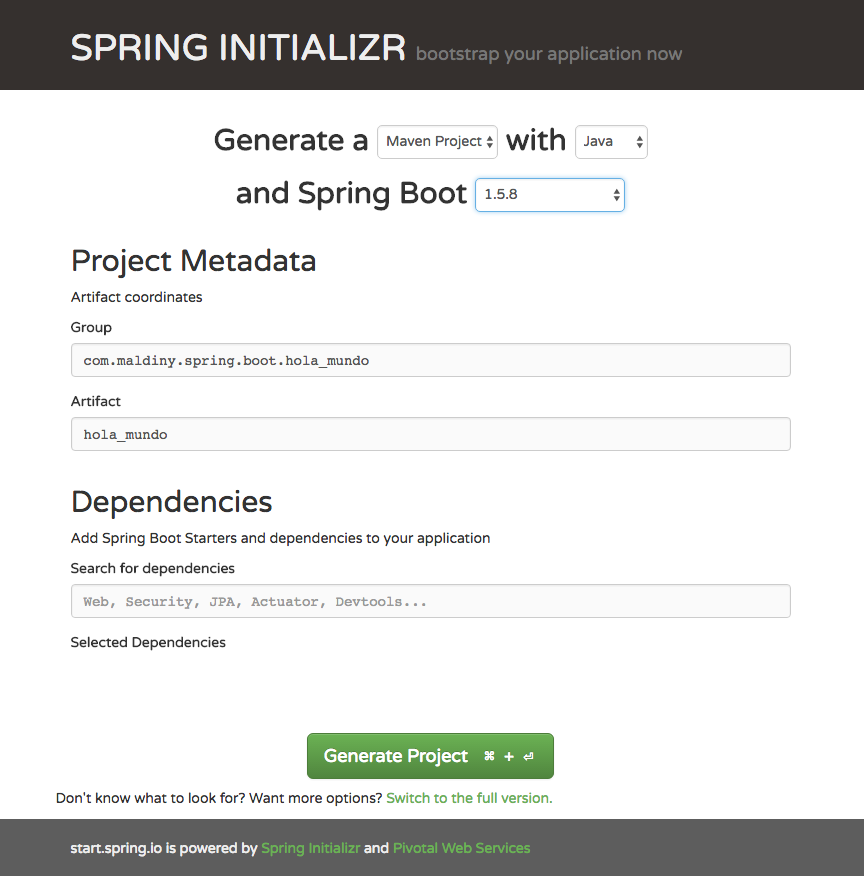 SPRING INITIALIZR bootstrap your application now
Generate a Maven Project with Java
and Spring Boot 1.5.8
Project Metadata
Artifact coordinates
Group
com.maldiny.spring.boot.hola_mundo
Artifact
hola_mundo
Dependencies
Add Spring Boot Starters and dependencies to your application
Search for dependencies
Web, Security, JPA, Actuator, Devtools...
Selected Dependencies
Generate Project ⌘ + ⏎
Don't know what to look for? Want more options? Switch to the full version.
start.spring.io is powered by Spring Initializr and Pivotal Web Services